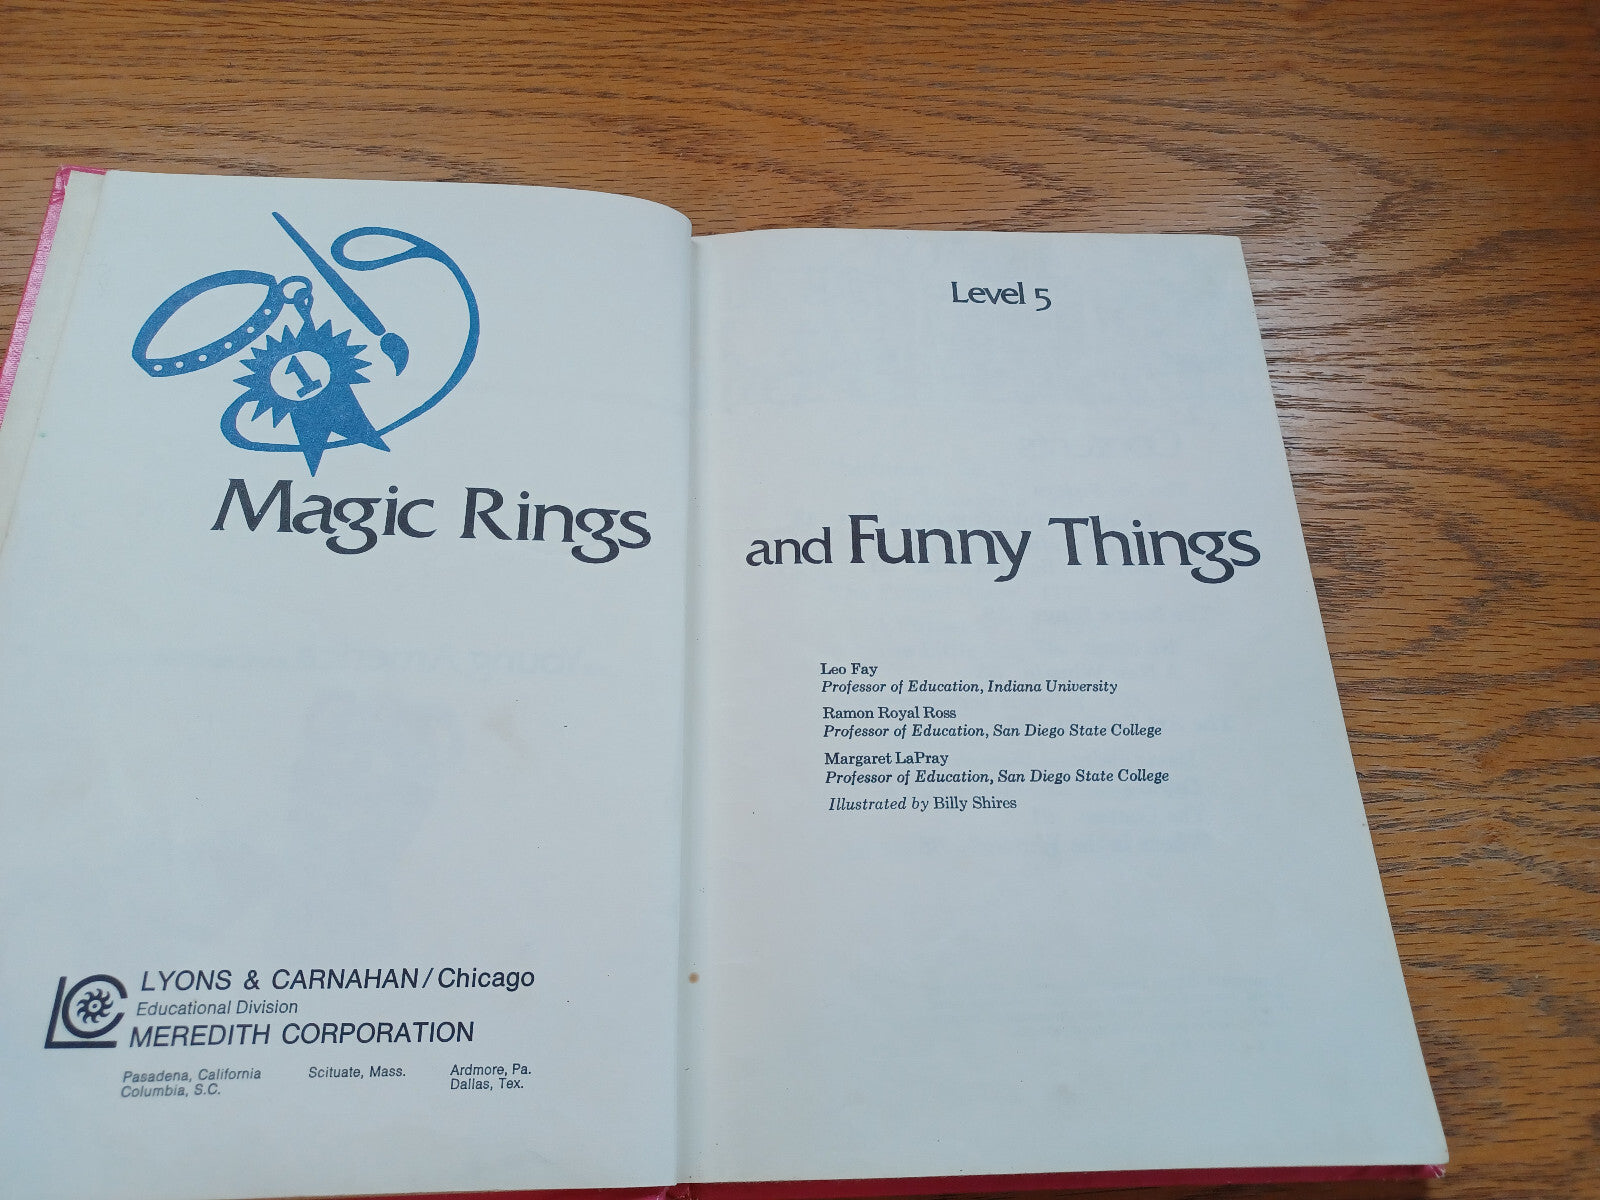 1
Magic Rings
LYONS & CARNAHAN/Chicago
Educational Division
MEREDITH CORPORATION
Pasadena, California Scituate, Mass. Ardmore, Pa.
Columbia, S.C. Dallas, Tex.
Level 5
and Funny Things
Leo Fay
Professor of Education, Indiana University
Ramon Royal Ross
Professor of Education, San Diego State College
Margaret LaPray
Professor of Education, San Diego State College
Illustrated by Billy Shires